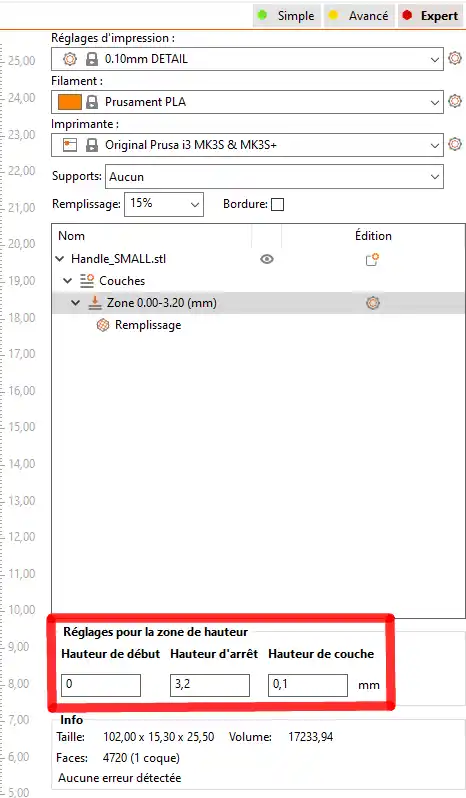 Simple Avancé Expert
Réglages d'impression :
0.10mm DETAIL
25,00
Filament :
24,00
Prusament PLA
Imprimante :
23,00
Original Prusa i3 MK3S & MK3S+
22,00
Supports: Aucun
21,00
Remplissage: 15% Bordure:
20,00
Nom Édition
Handle_SMALL.stl
19,00
Couches
Zone 0.00-3.20 (mm)
18,00
Remplissage
17,00
16,00
15,00
14,00
13,00
12,00
11,00
10,00
Réglages pour la zone de hauteur
9,00
Hauteur de début Hauteur d'arrêt Hauteur de couche
8,00
0 3,2 0,1 mm
7,00
Info
Taille: 102,00 x 15,30 x 25,50 Volume: 17233,94
6,00
Faces: 4720 (1 coque)
Aucune erreur détectée
5,00